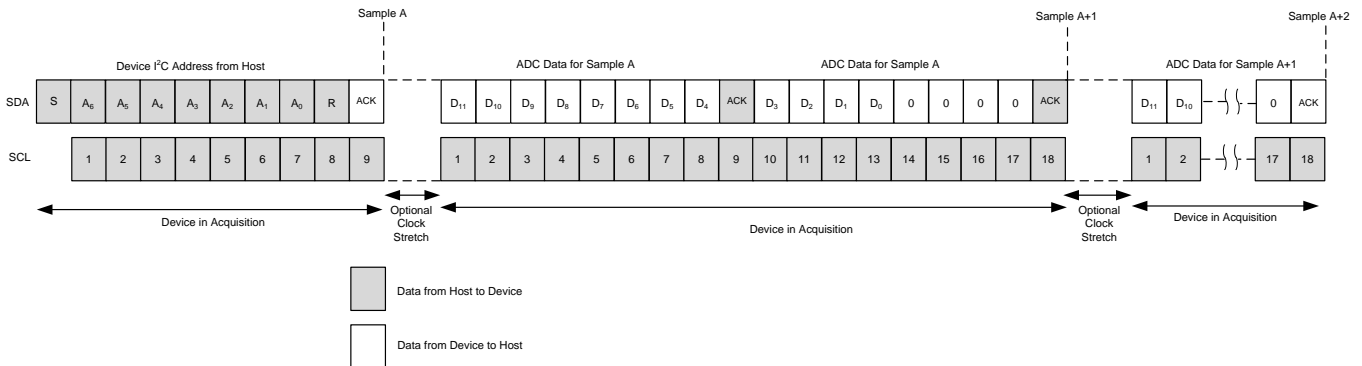 Sample A
Sample A+1
Sample A+2
Device I²C Address from Host
ADC Data for Sample A
ADC Data for Sample A
ADC Data for Sample A+1
SDA S A₆ A₅ A₄ A₃ A₂ A₁ A₀ R ACK D₁₁ D₁₀ D₉ D₈ D₇ D₆ D₅ D₄ ACK D₃ D₂ D₁ D₀ 0 0 0 0 ACK D₁₁ D₁₀ 0 ACK
SCL 1 2 3 4 5 6 7 8 9 1 2 3 4 5 6 7 8 9 10 11 12 13 14 15 16 17 18 1 2 17 18
Device in Acquisition
Optional
Clock
Stretch
Device in Acquisition
Optional
Clock
Stretch
Device in Acquisition
Data from Host to Device
Data from Device to Host